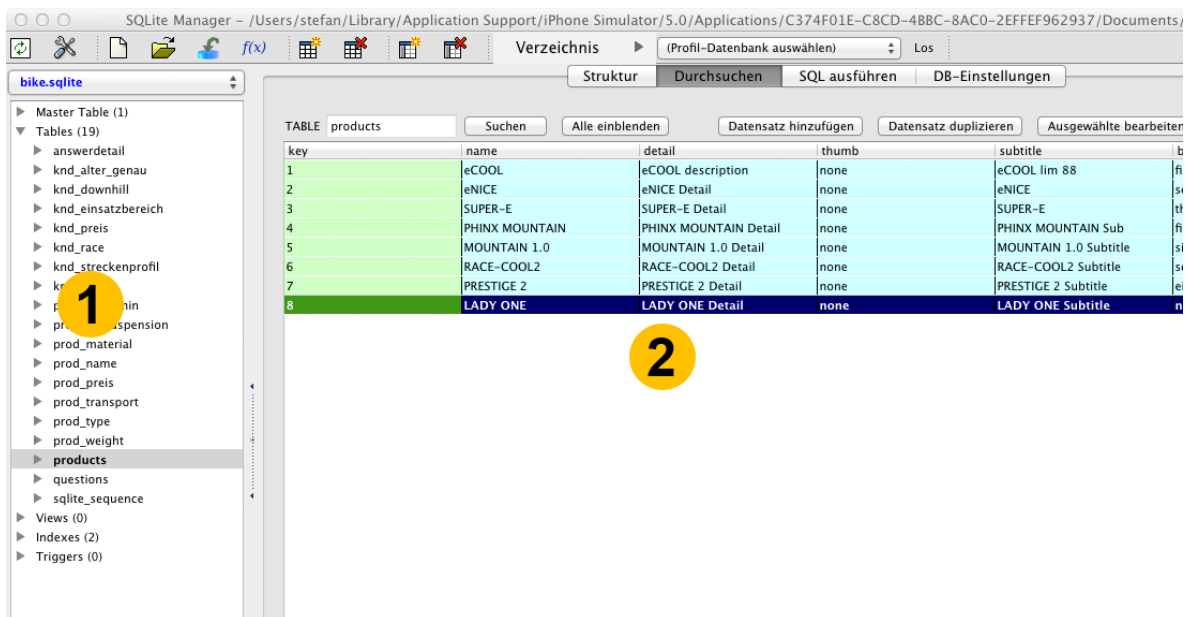 SQLite Manager - /Users/stefan/Library/Application Support/iPhone Simulator/5.0/Applications/C374F01E-C8CD-4BBC-8AC0-2EFFEF962937/Documents/
f(x) Verzeichnis (Profil-Datenbank auswählen) Los
bike.sqlite
Struktur Durchsuchen SQL ausführen DB-Einstellungen
Master Table (1)
Tables (19)
answerdetail
knd_alter_genau
knd_downhill
knd_einsatzbereich
knd_preis
knd_race
knd_streckenprofil
prod_material
prod_name
prod_preis
prod_transport
prod_type
prod_weight
products
questions
sqlite_sequence
Views (0)
Indexes (2)
Triggers (0)
1
TABLE products Suchen Alle einblenden Datensatz hinzufügen Datensatz duplizieren Ausgewählte bearbeiten
key name detail thumb subtitle
1 eCOOL eCOOL description none eCOOL lim 88
2 eNICE eNICE Detail none eNICE
3 SUPER-E SUPER-E Detail none SUPER-E
4 PHINX MOUNTAIN PHINX MOUNTAIN Detail none PHINX MOUNTAIN Sub
5 MOUNTAIN 1.0 MOUNTAIN 1.0 Detail none MOUNTAIN 1.0 Subtitle
6 RACE-COOL2 RACE-COOL2 Detail none RACE-COOL2 Subtitle
7 PRESTIGE 2 PRESTIGE 2 Detail none PRESTIGE 2 Subtitle
8 LADY ONE LADY ONE Detail none LADY ONE Subtitle
2